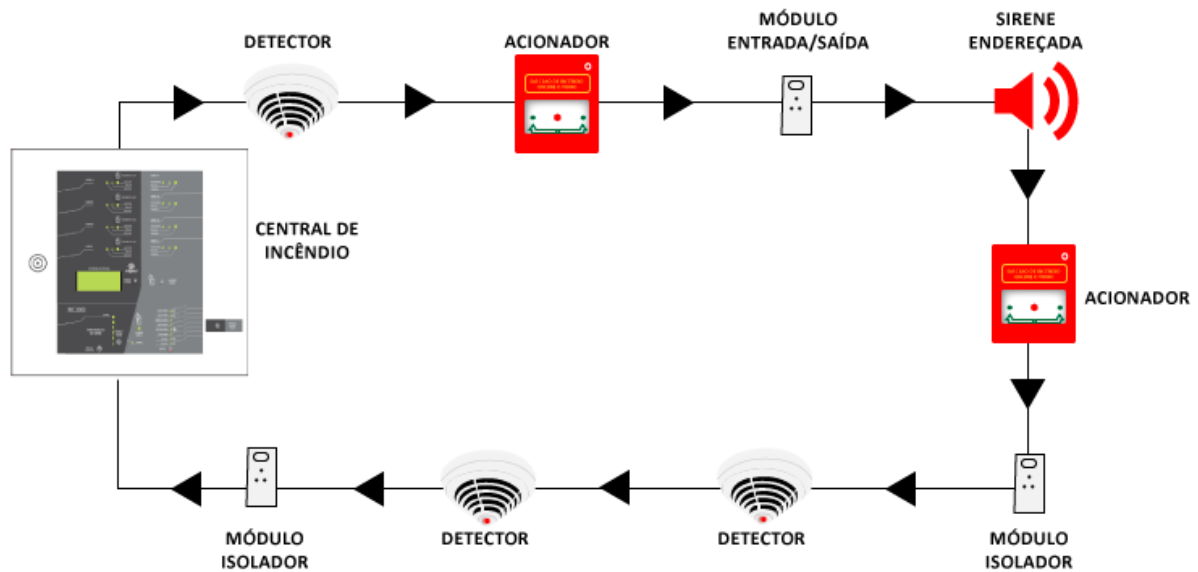 DETECTOR
ACIONADOR
MÓDULO
ENTRADA/SAÍDA
SIRENE
ENDEREÇADA
CENTRAL DE
INCÊNDIO
ACIONADOR
MÓDULO
ISOLADOR
DETECTOR
DETECTOR
MÓDULO
ISOLADOR